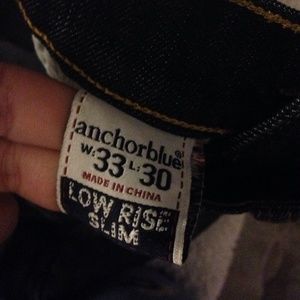 anchorblue®
W:33 L:30
MADE IN CHINA
LOW RISE
SLIM